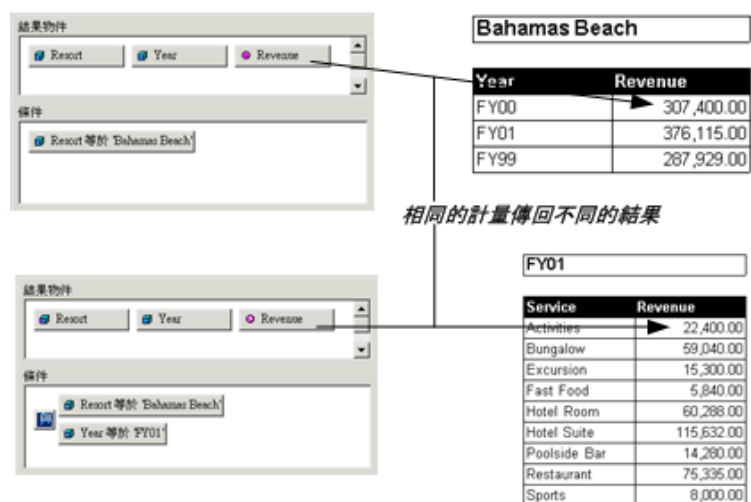 結果物件
Resort Year Revenue
條件
Resort 等於 'Bahamas Beach'
Bahamas Beach
Year Revenue
FY00 307,400.00
FY01 376,115.00
FY99 287,929.00
相同的計量傳回不同的結果
結果物件
Resort Year Revenue
條件
與
Resort 等於 'Bahamas Beach'
Year 等於 'FY01'
FY01
Service Revenue
Activities 22,400.00
Bungalow 59,040.00
Excursion 15,300.00
Fast Food 5,840.00
Hotel Room 60,288.00
Hotel Suite 115,632.00
Poolside Bar 14,280.00
Restaurant 75,335.00
Sports 8,000.00